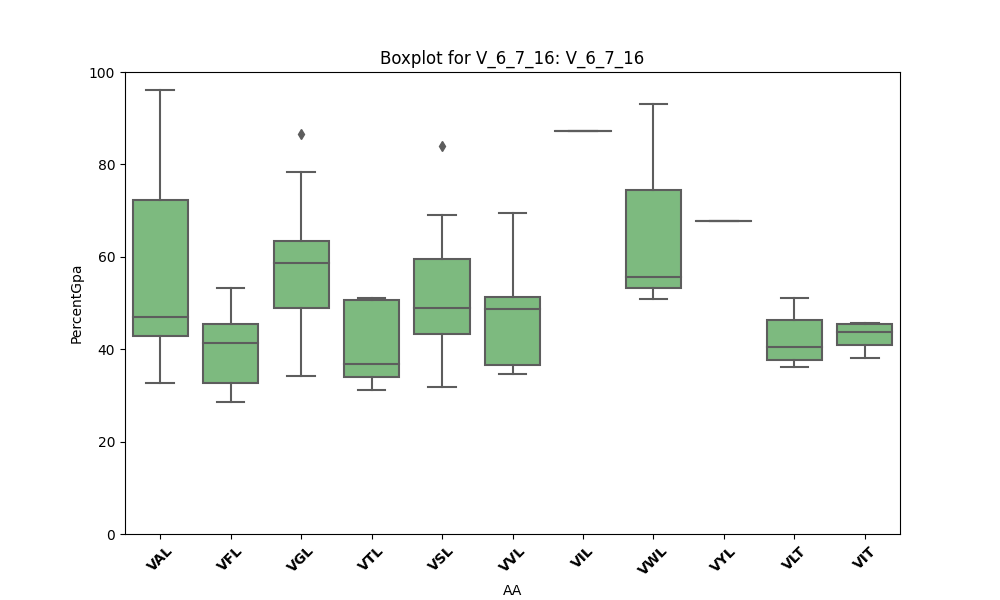 Boxplot for V_6_7_16: V_6_7_16
PercentGpa
100
80
60
40
20
0
VAL VFL VGL VTL VSL VVL VIL VWL VYL VLT VIT
AA